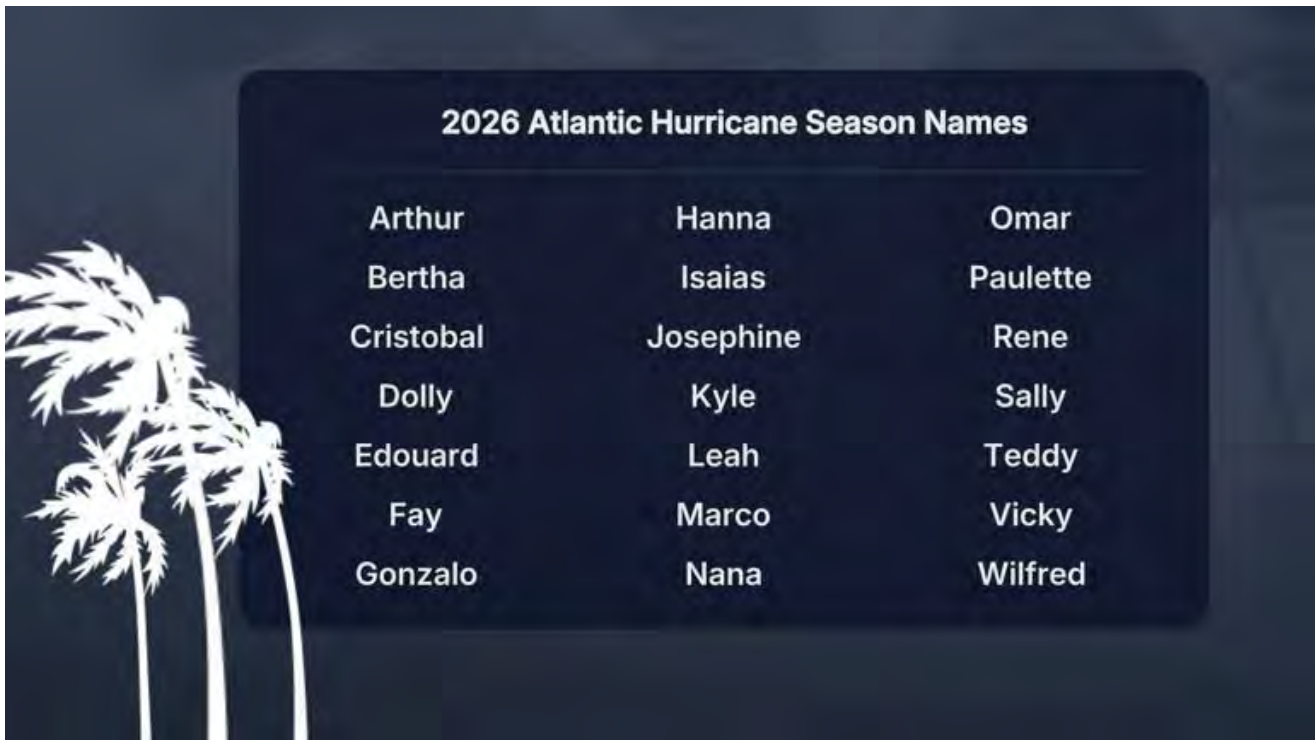 2026 Atlantic Hurricane Season Names
Arthur
Bertha
Cristobal
Dolly
Edouard
Fay
Gonzalo
Hanna
Isaias
Josephine
Kyle
Leah
Marco
Nana
Omar
Paulette
Rene
Sally
Teddy
Vicky
Wilfred